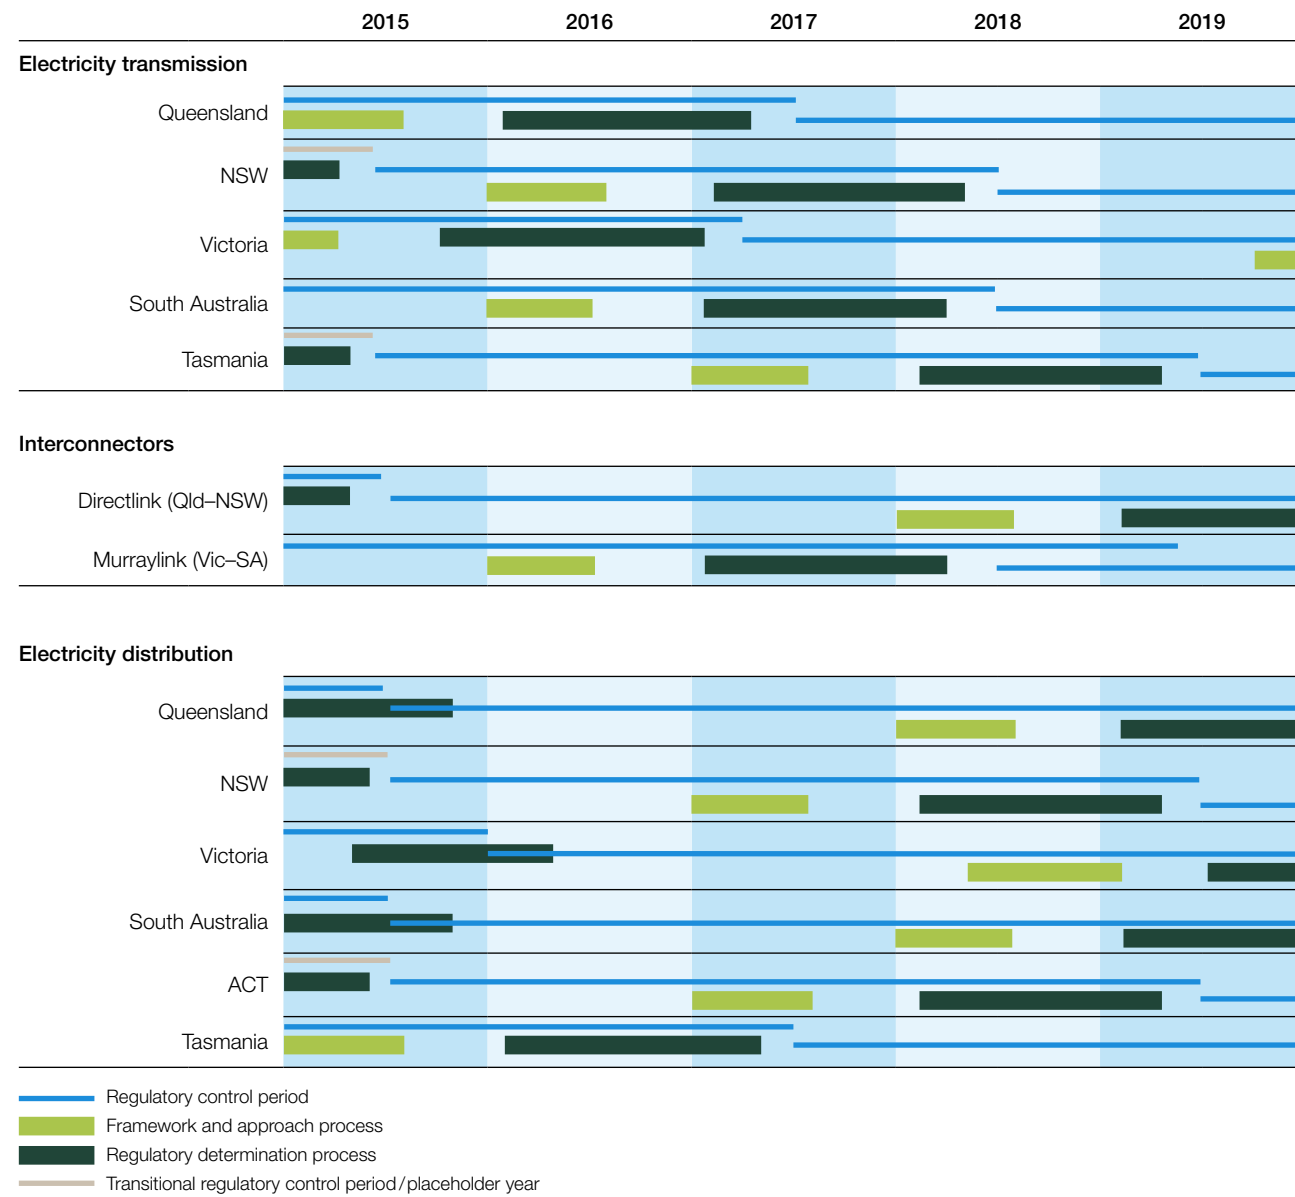 2015 2016 2017 2018 2019
Electricity transmission
Queensland
NSW
Victoria
South Australia
Tasmania
Interconnectors
Directlink (Qld–NSW)
Murraylink (Vic–SA)
Electricity distribution
Queensland
NSW
Victoria
South Australia
ACT
Tasmania
Regulatory control period
Framework and approach process
Regulatory determination process
Transitional regulatory control period/placeholder year